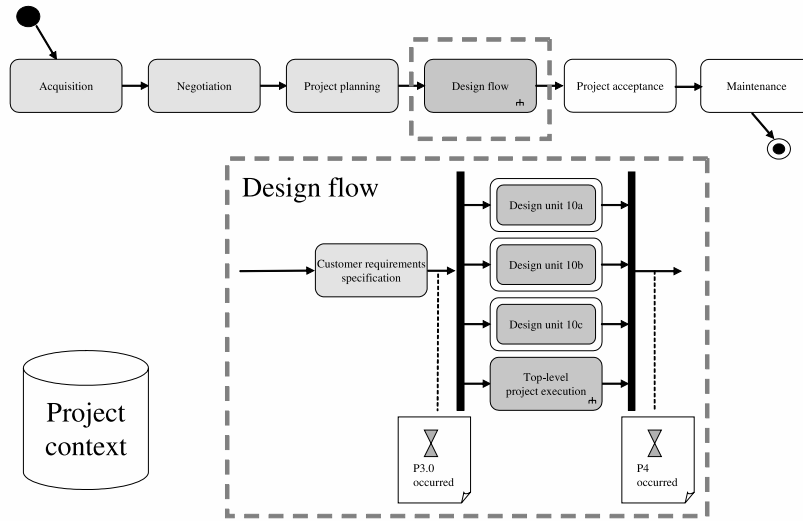 Acquisition
Negotiation
Project planning
Design flow
Project acceptance
Maintenance
Design flow
Customer requirements
specification
Design unit 10a
Design unit 10b
Design unit 10c
Top-level
project execution
Project
context
P3.0
occurred
P4
occurred